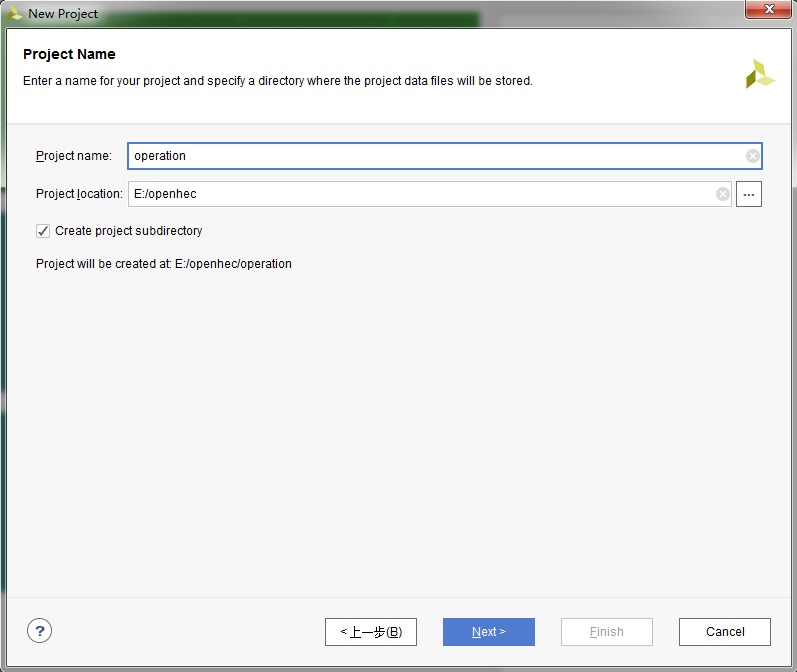 New Project
Project Name
Enter a name for your project and specify a directory where the project data files will be stored.
Project name: operation
Project location: E:/openhec ...
Create project subdirectory
Project will be created at: E:/openhec/operation
? < 上一步(B) Next > Finish Cancel